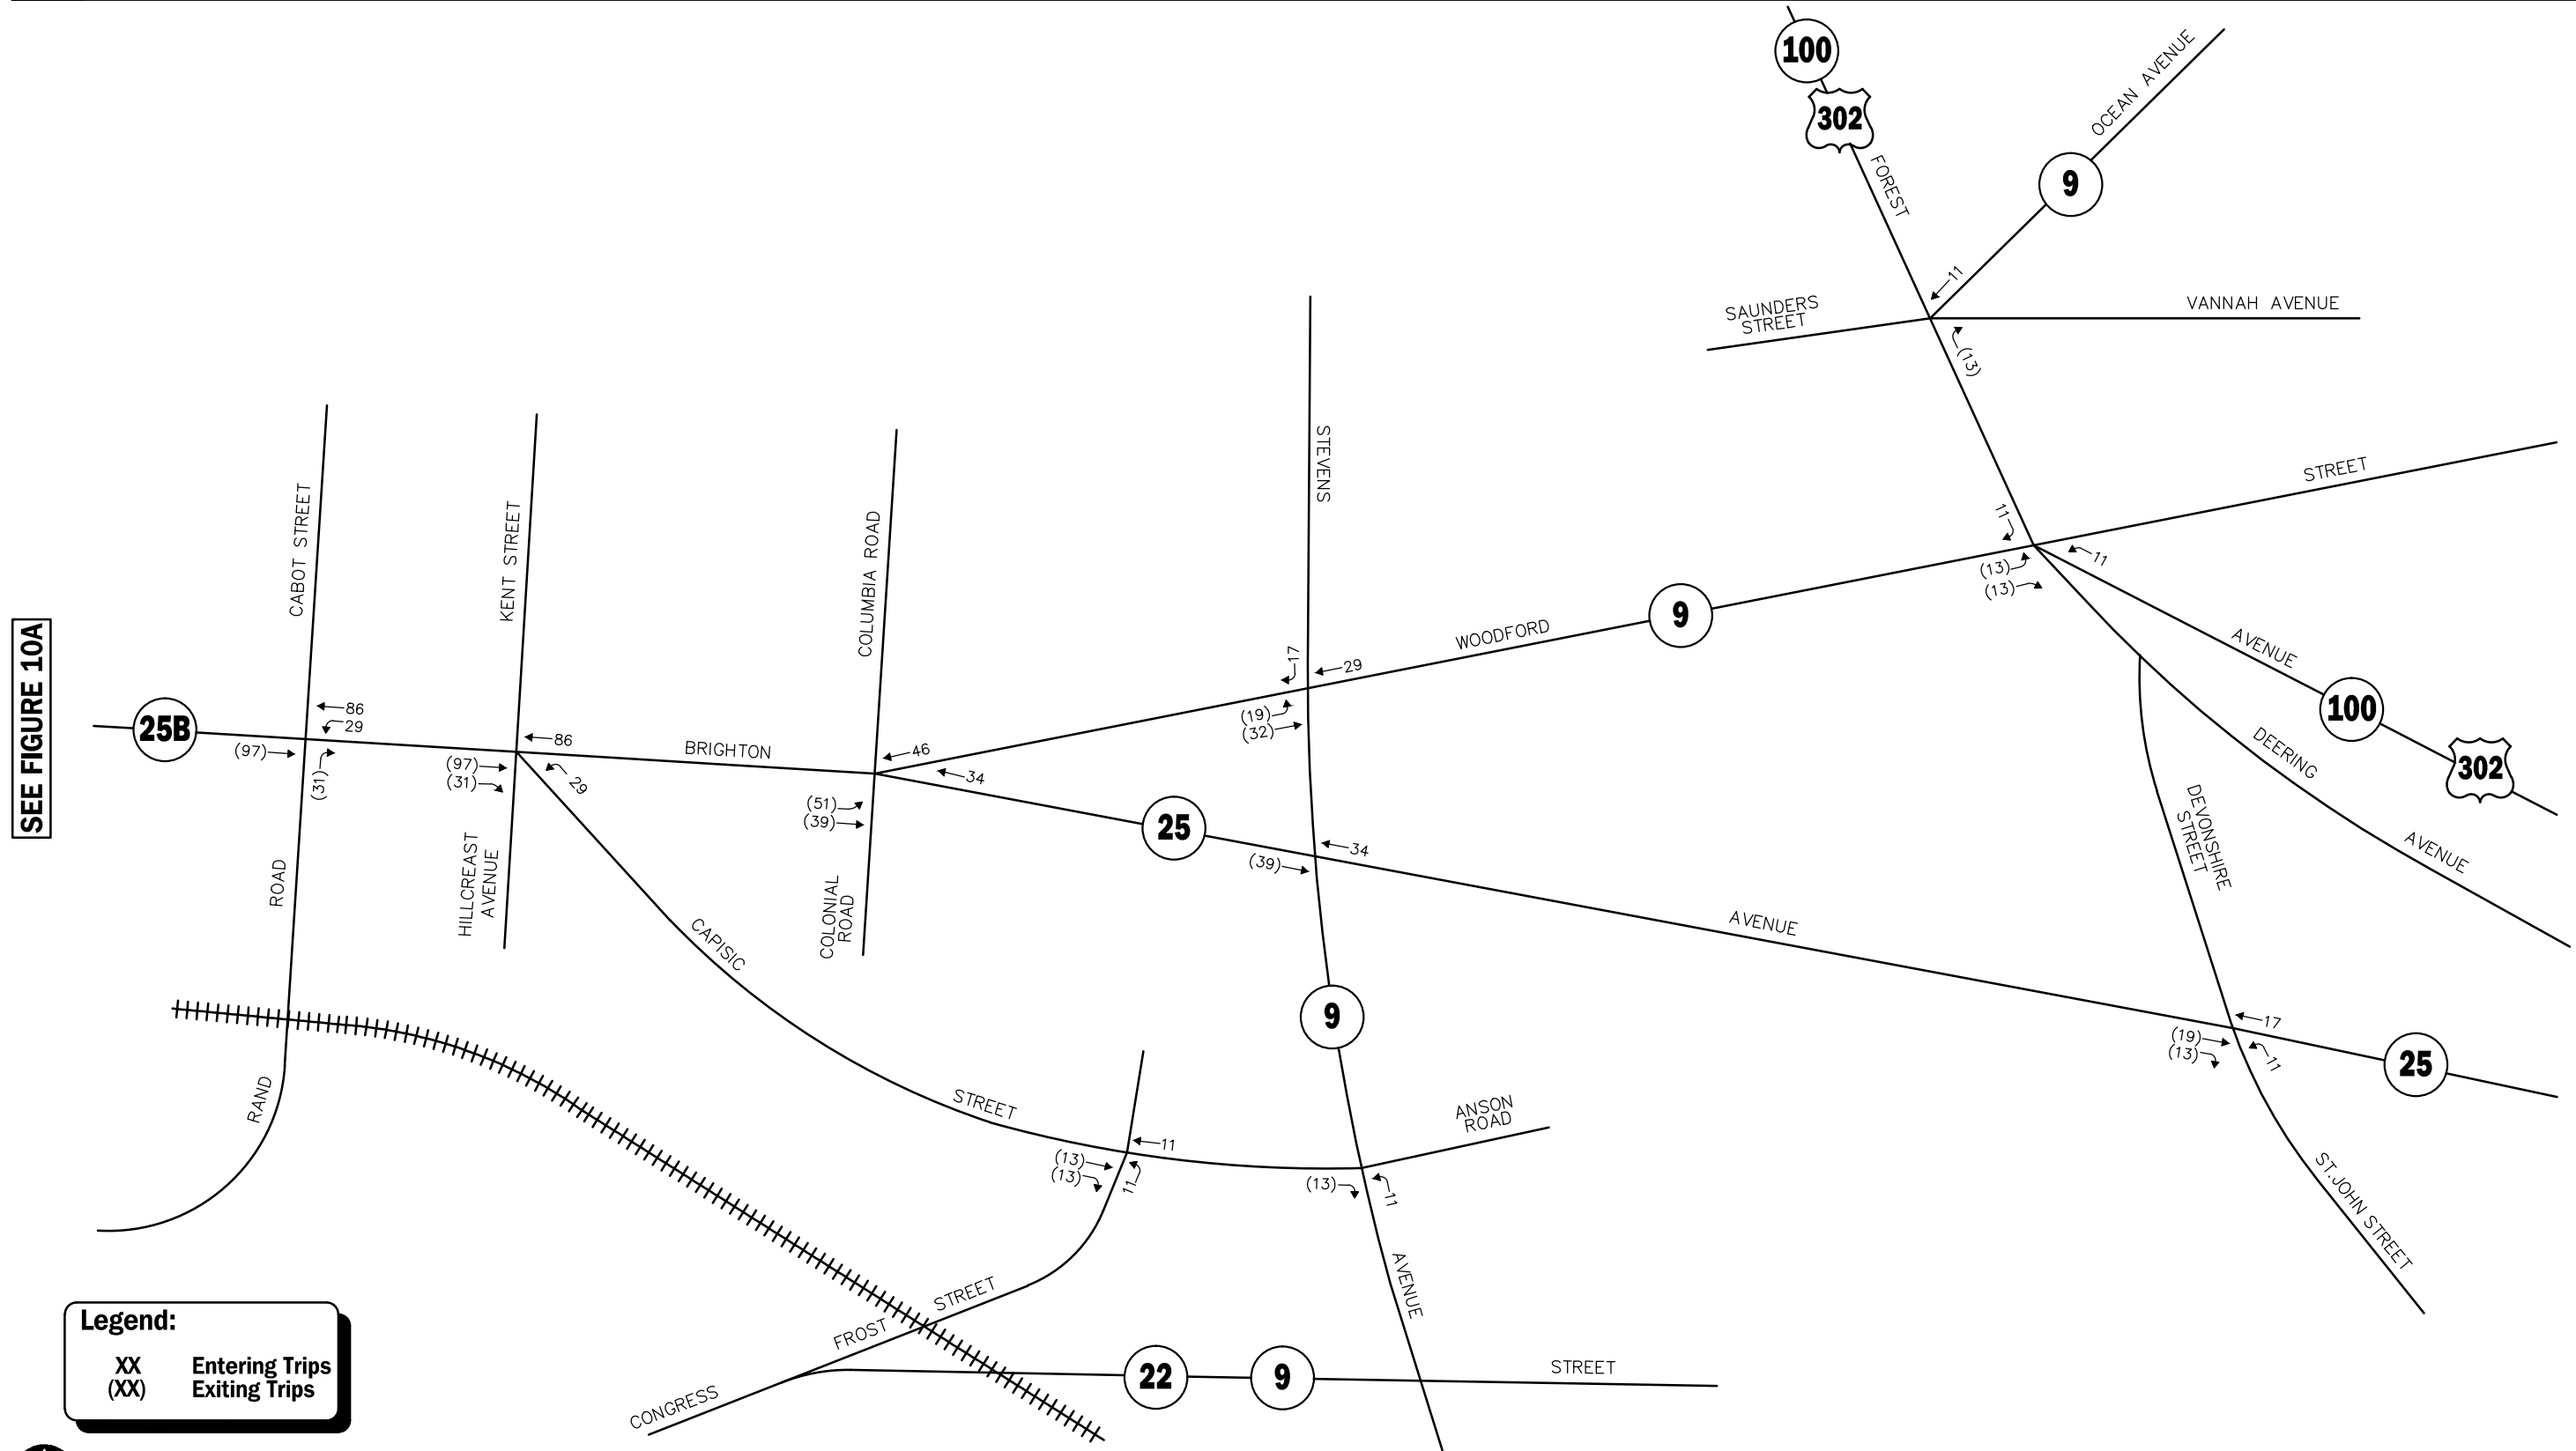 100
302
FOREST
OCEAN AVENUE
9
11
SAUNDERS
STREET
VANNAH AVENUE
(13)
STREET
11
11
(13)
(13)
AVENUE
100
302
DEERING
AVENUE
DEVONSHIRE
STREET
STEVENS
WOODFORD
9
17
29
(19)
(32)
CABOT STREET
KENT STREET
COLUMBIA ROAD
SEE FIGURE 10A
25B
86
29
(97)
(31)
86
(97)
(31)
29
BRIGHTON
46
34
(51)
(39)
25
34
(39)
AVENUE
17
(19)
(13)
11
25
ST.JOHN STREET
ROAD
RAND
HILLCREAST
AVENUE
COLONIAL
ROAD
CAPISIC
STREET
9
ANSON
ROAD
11
(13)
(13)
11
(13)
11
AVENUE
STREET
FROST
CONGRESS
22
9
STREET
Legend:
XX Entering Trips
(XX) Exiting Trips